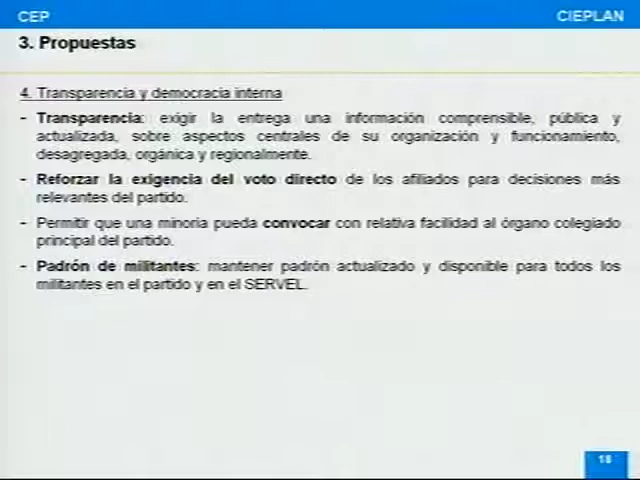 CEP CIEPLAN
3. Propuestas
4. Transparencia y democracia interna
- Transparencia: exigir la entrega una información comprensible, pública y
actualizada, sobre aspectos centrales de su organización y funcionamiento,
desagregada, orgánica y regionalmente.
- Reforzar la exigencia del voto directo de los afiliados para decisiones más
relevantes del partido.
- Permitir que una minoría pueda convocar con relativa facilidad al órgano colegiado
principal del partido.
- Padrón de militantes: mantener padrón actualizado y disponible para todos los
militantes en el partido y en el SERVEL.
18